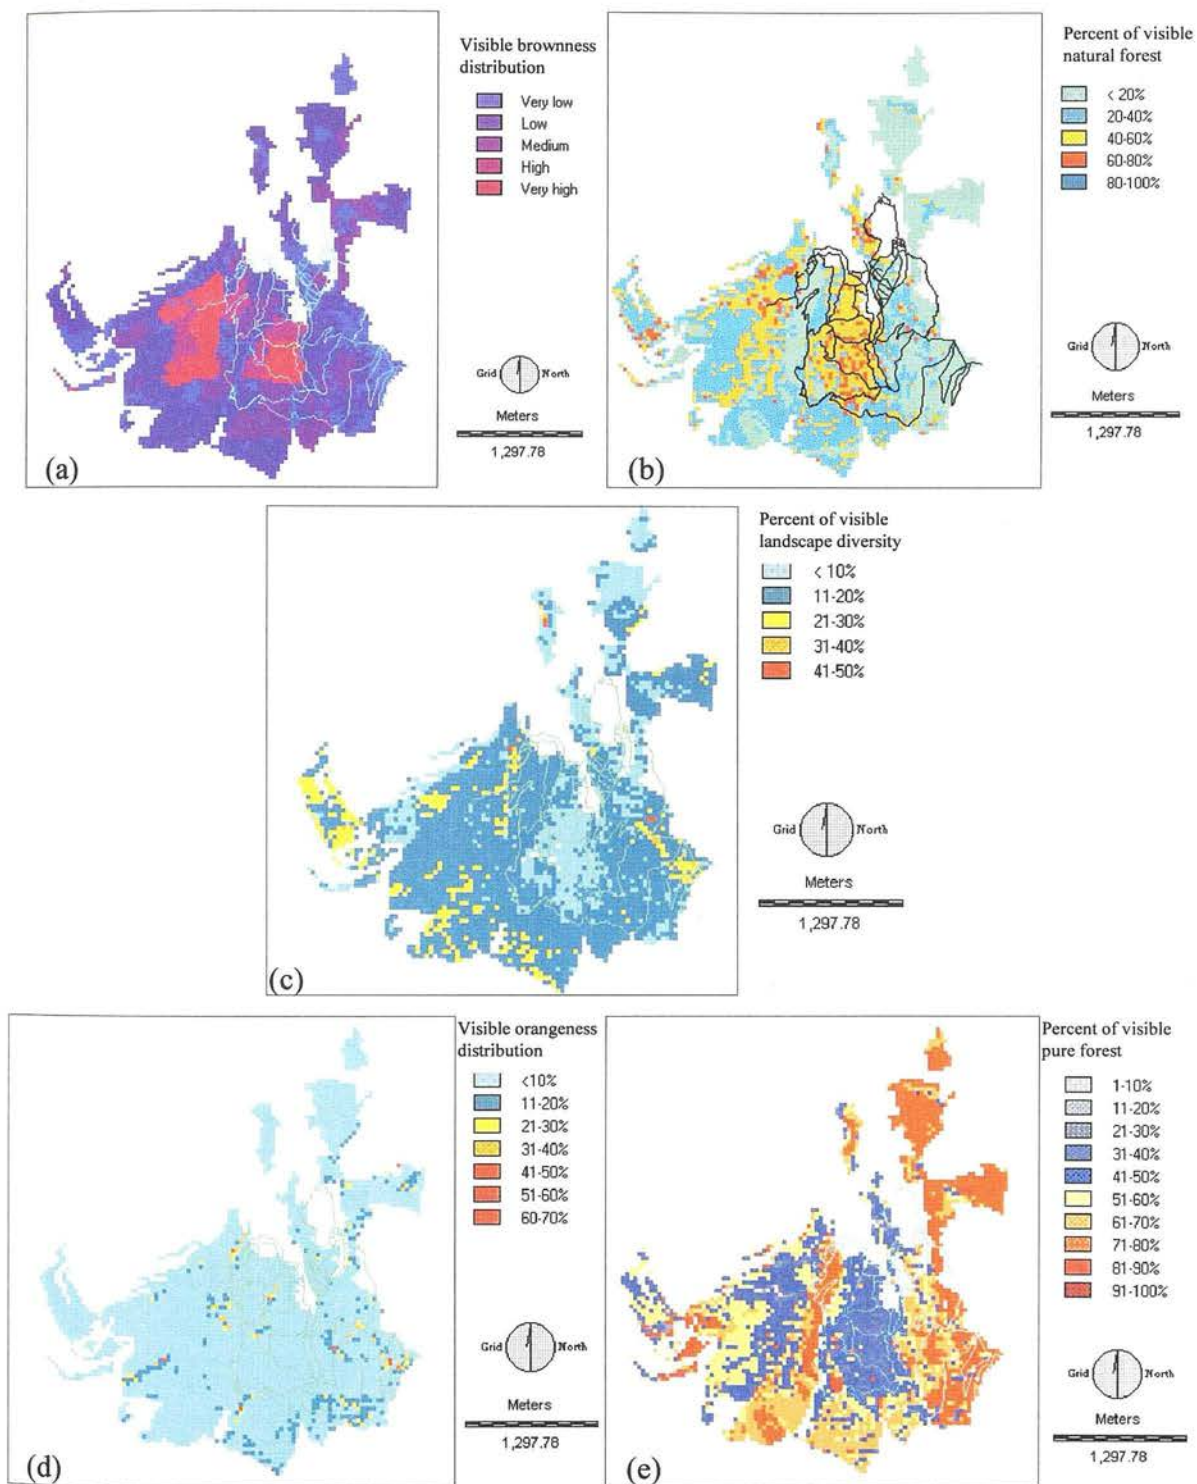 Visible brownness
distribution
Very low
Low
Medium
High
Very high
Grid North
Meters
1,297.78
(a)
Percent of visible
natural forest
< 20%
20-40%
40-60%
60-80%
80-100%
Grid North
Meters
1,297.78
(b)
Percent of visible
landscape diversity
< 10%
11-20%
21-30%
31-40%
41-50%
Grid North
Meters
1,297.78
(c)
Visible orangeness
distribution
<10%
11-20%
21-30%
31-40%
41-50%
51-60%
60-70%
Grid North
Meters
1,297.78
(d)
Percent of visible
pure forest
1-10%
11-20%
21-30%
31-40%
41-50%
51-60%
61-70%
71-80%
81-90%
91-100%
Grid North
Meters
1,297.78
(e)